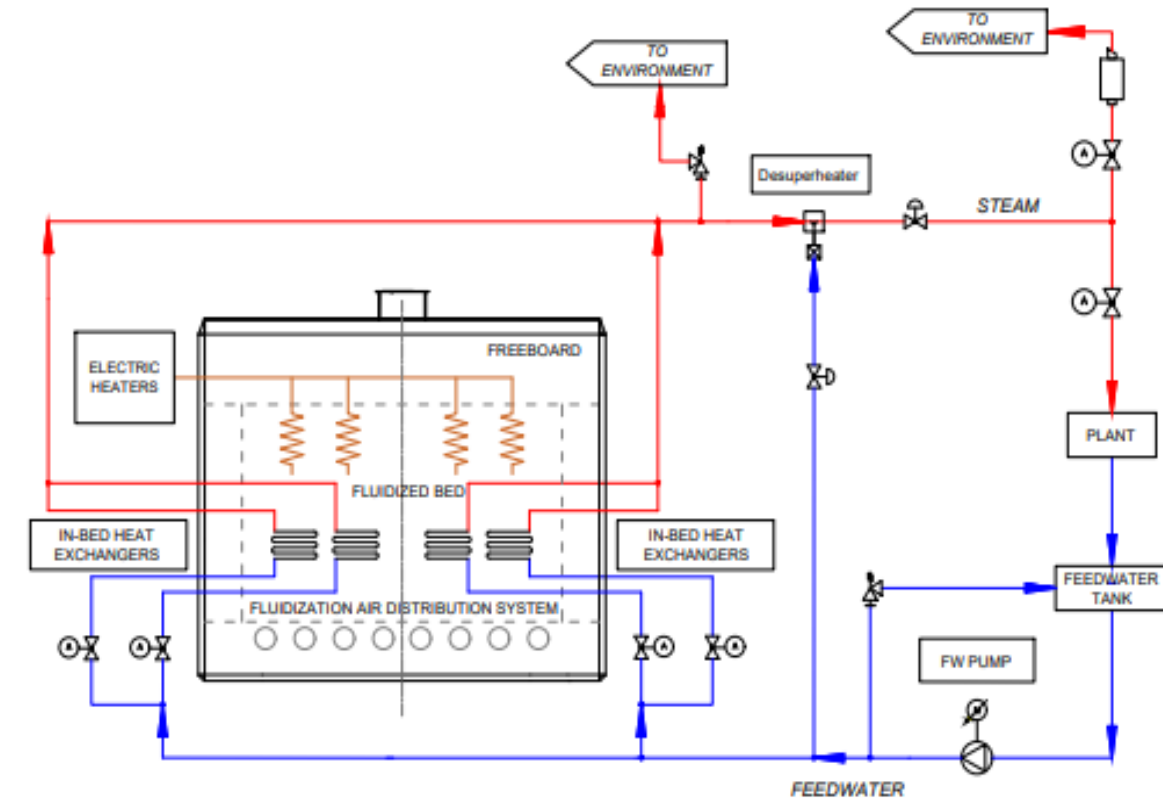 TO
ENVIRONMENT
TO
ENVIRONMENT
A
Desuperheater
STEAM
A
FREEBOARD
ELECTRIC
HEATERS
PLANT
FLUIDIZED BED
IN-BED HEAT
EXCHANGERS
IN-BED HEAT
EXCHANGERS
FEEDWATER
TANK
FLUIDIZATION AIR DISTRIBUTION SYSTEM
A
A
A
A
FW PUMP
FEEDWATER